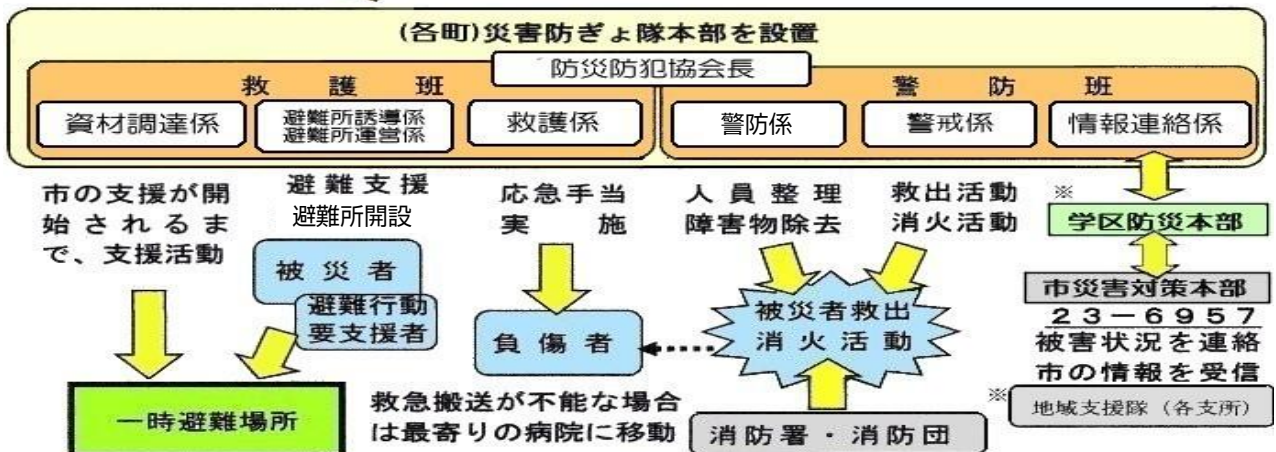 (各町)災害防ぎょ隊本部を設置
防災防犯協会長
救護班
警防班
資材調達係
避難所誘導係
避難所運営係
救護係
警防係
警戒係
情報連絡係
市の支援が開
始されるま
で、支援活動
避難支援
避難所開設
応急手当
実施
人員整理
障害物除去
救出活動
消火活動
※
学区防災本部
被災者
避難行動
要支援者
負傷者
被災者救出
消火活動
市災害対策本部
23-6957
被害状況を連絡
市の情報を受信
※
地域支援隊(各支所)
一時避難場所
救急搬送が不能な場合
は最寄りの病院に移動
消防署・消防団